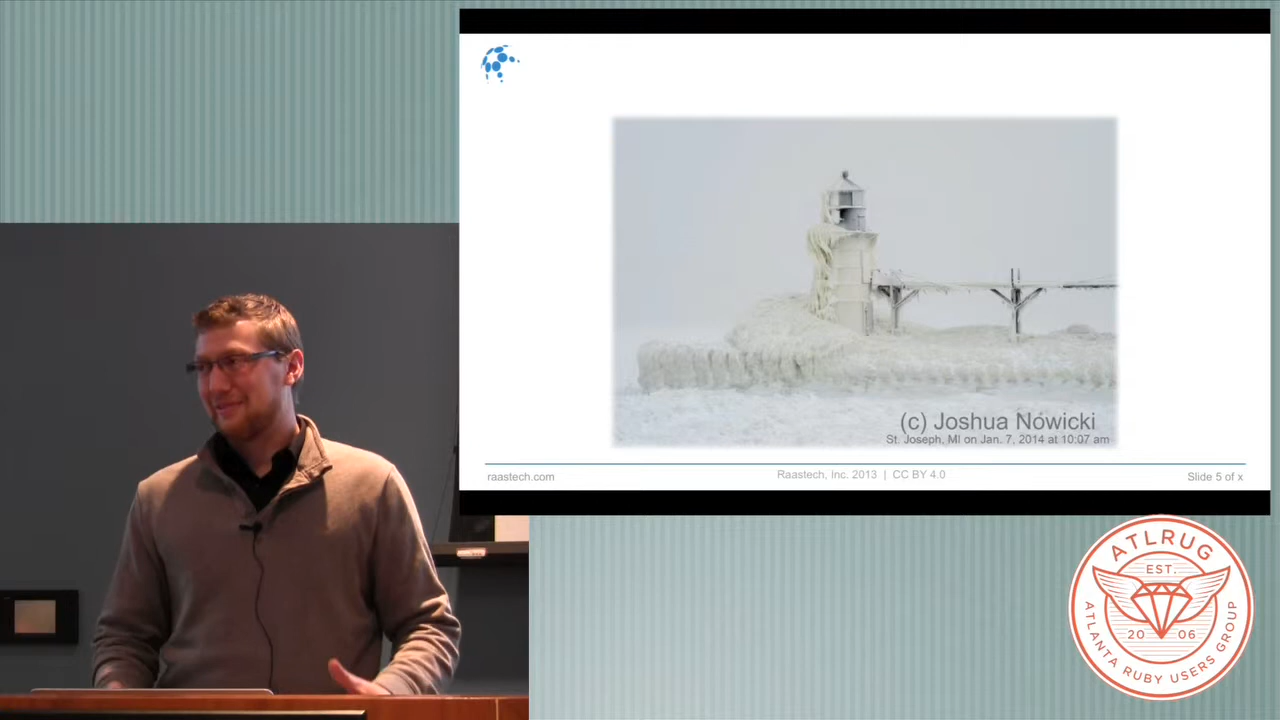 (c) Joshua Nowicki
St. Joseph, MI on Jan. 7, 2014 at 10:07 am
raastech.com
Raastech, Inc. 2013 | CC BY 4.0
Slide 5 of x
ATLRUG
EST.
20 06
ATLANTA RUBY USERS GROUP